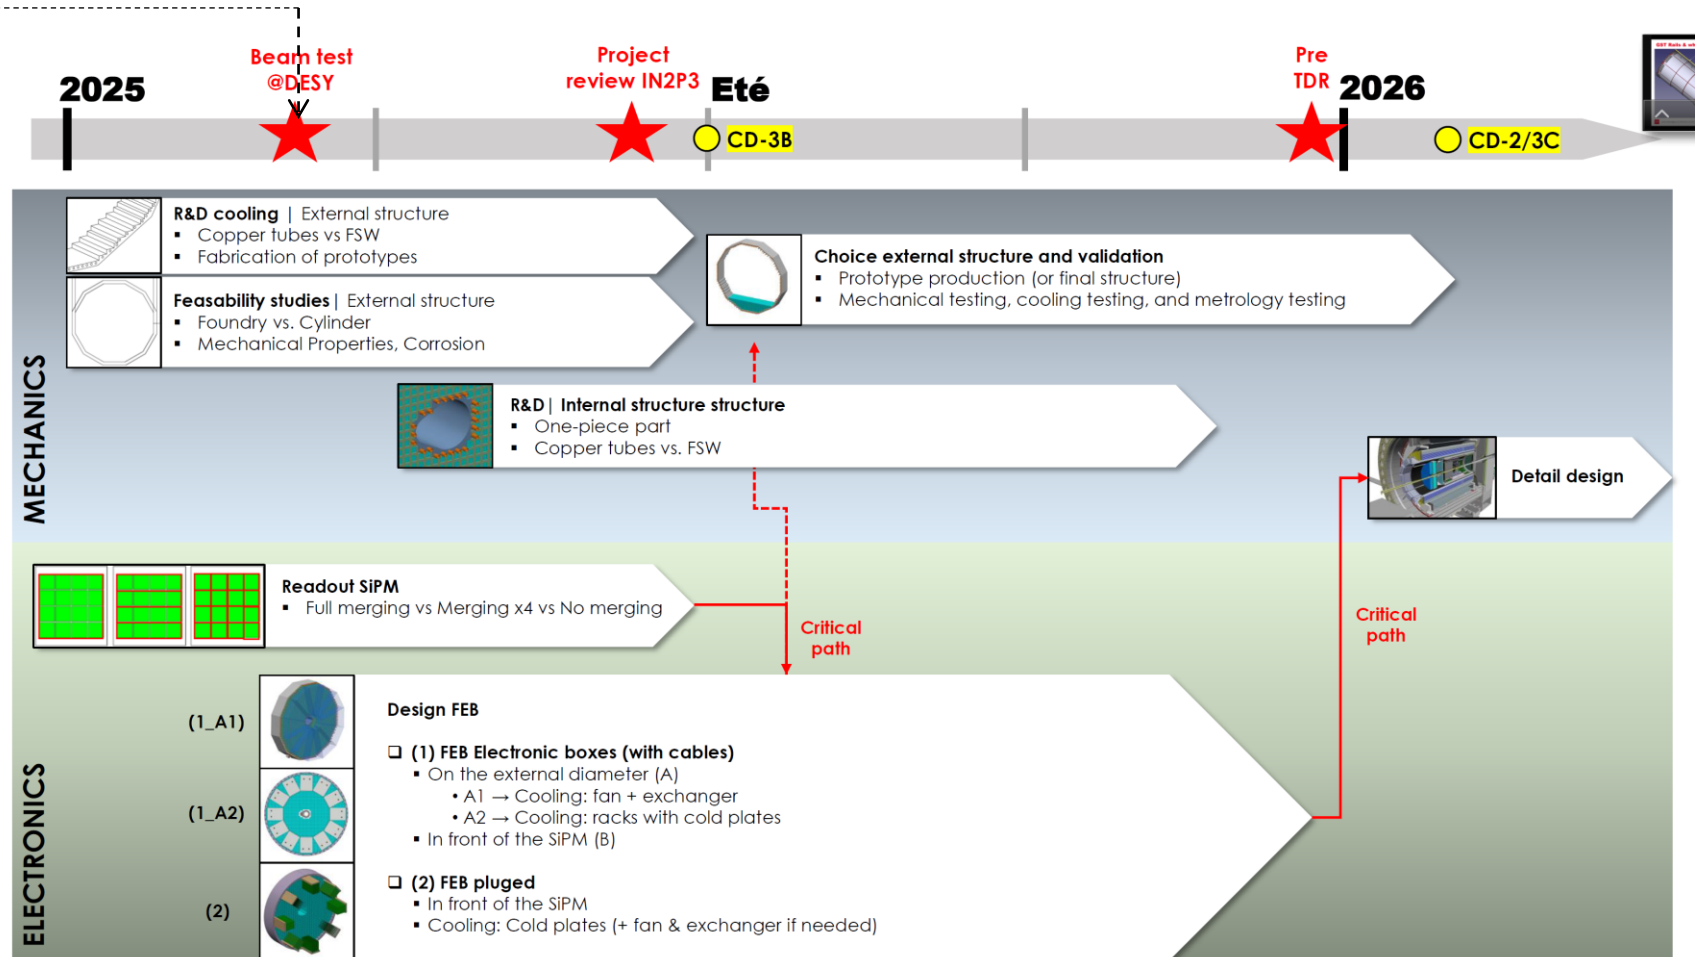 Beam test
@DESY
Project
review IN2P3
Pre
TDR
2025
Eté
2026
CD-3B
CD-2/3C
MECHANICS
R&D cooling | External structure
▪ Copper tubes vs FSW
▪ Fabrication of prototypes
Feasability studies| External structure
▪ Foundry vs. Cylinder
▪ Mechanical Properties, Corrosion
Choice external structure and validation
▪ Prototype production (or final structure)
▪ Mechanical testing, cooling testing, and metrology testing
R&D| Internal structure structure
▪ One-piece part
▪ Copper tubes vs. FSW
Detail design
ELECTRONICS
Readout SiPM
▪ Full merging vs Merging x4 vs No merging
Critical
path
Critical
path
(1_A1)
(1_A2)
(2)
Design FEB
❑ (1) FEB Electronic boxes (with cables)
▪ On the external diameter (A)
• A1 → Cooling: fan + exchanger
• A2 → Cooling: racks with cold plates
▪ In front of the SiPM (B)
❑ (2) FEB pluged
▪ In front of the SiPM
▪ Cooling: Cold plates (+ fan & exchanger if needed)